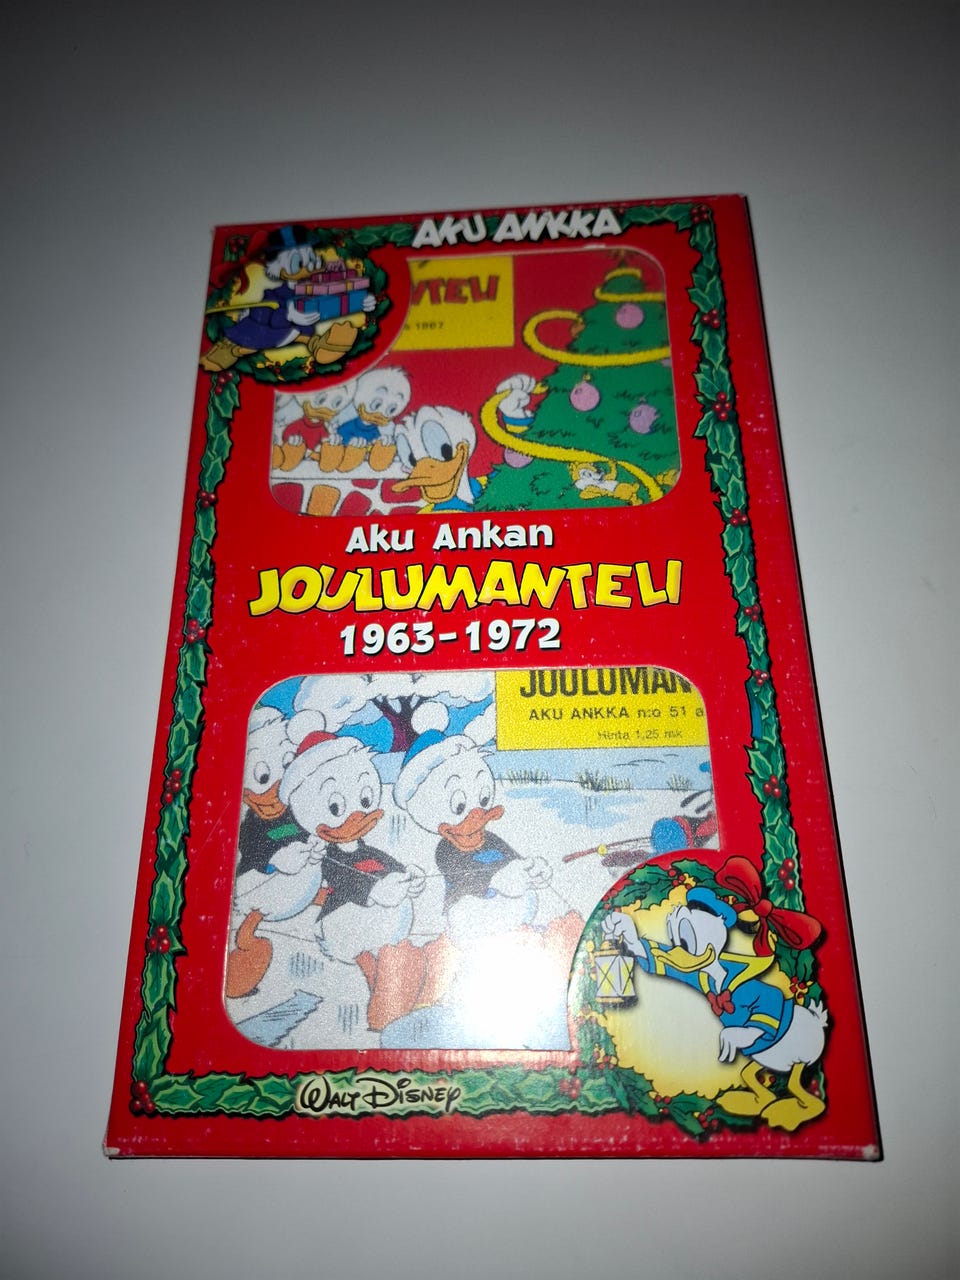 AKU ANKKA
NTELI
1967
Aku Ankan
JOULUMANTELI
1963-1972
JOULUMAN
AKU ANKKA n:o 51 a
Hinta 1,25 mk
Walt Disney